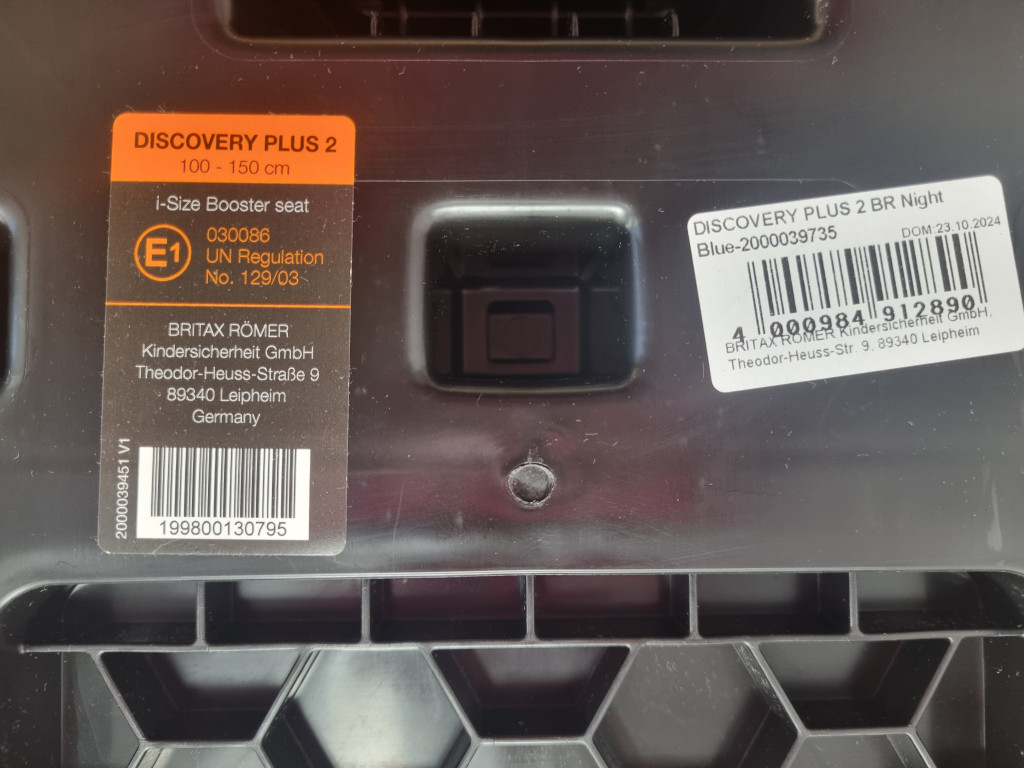 DISCOVERY PLUS 2
100 - 150 cm
i-Size Booster seat
E1
030086
UN Regulation
No. 129/03
BRITAX RÖMER
Kindersicherheit GmbH
Theodor-Heuss-Straße 9
89340 Leipheim
Germany
2000039451 V1
199800130795
DISCOVERY PLUS 2 BR Night
Blue-2000039735
DOM:23.10.2024
4 000984 912890
BRITAX RÖMER Kindersicherheit GmbH,
Theodor-Heuss-Str. 9, 89340 Leipheim